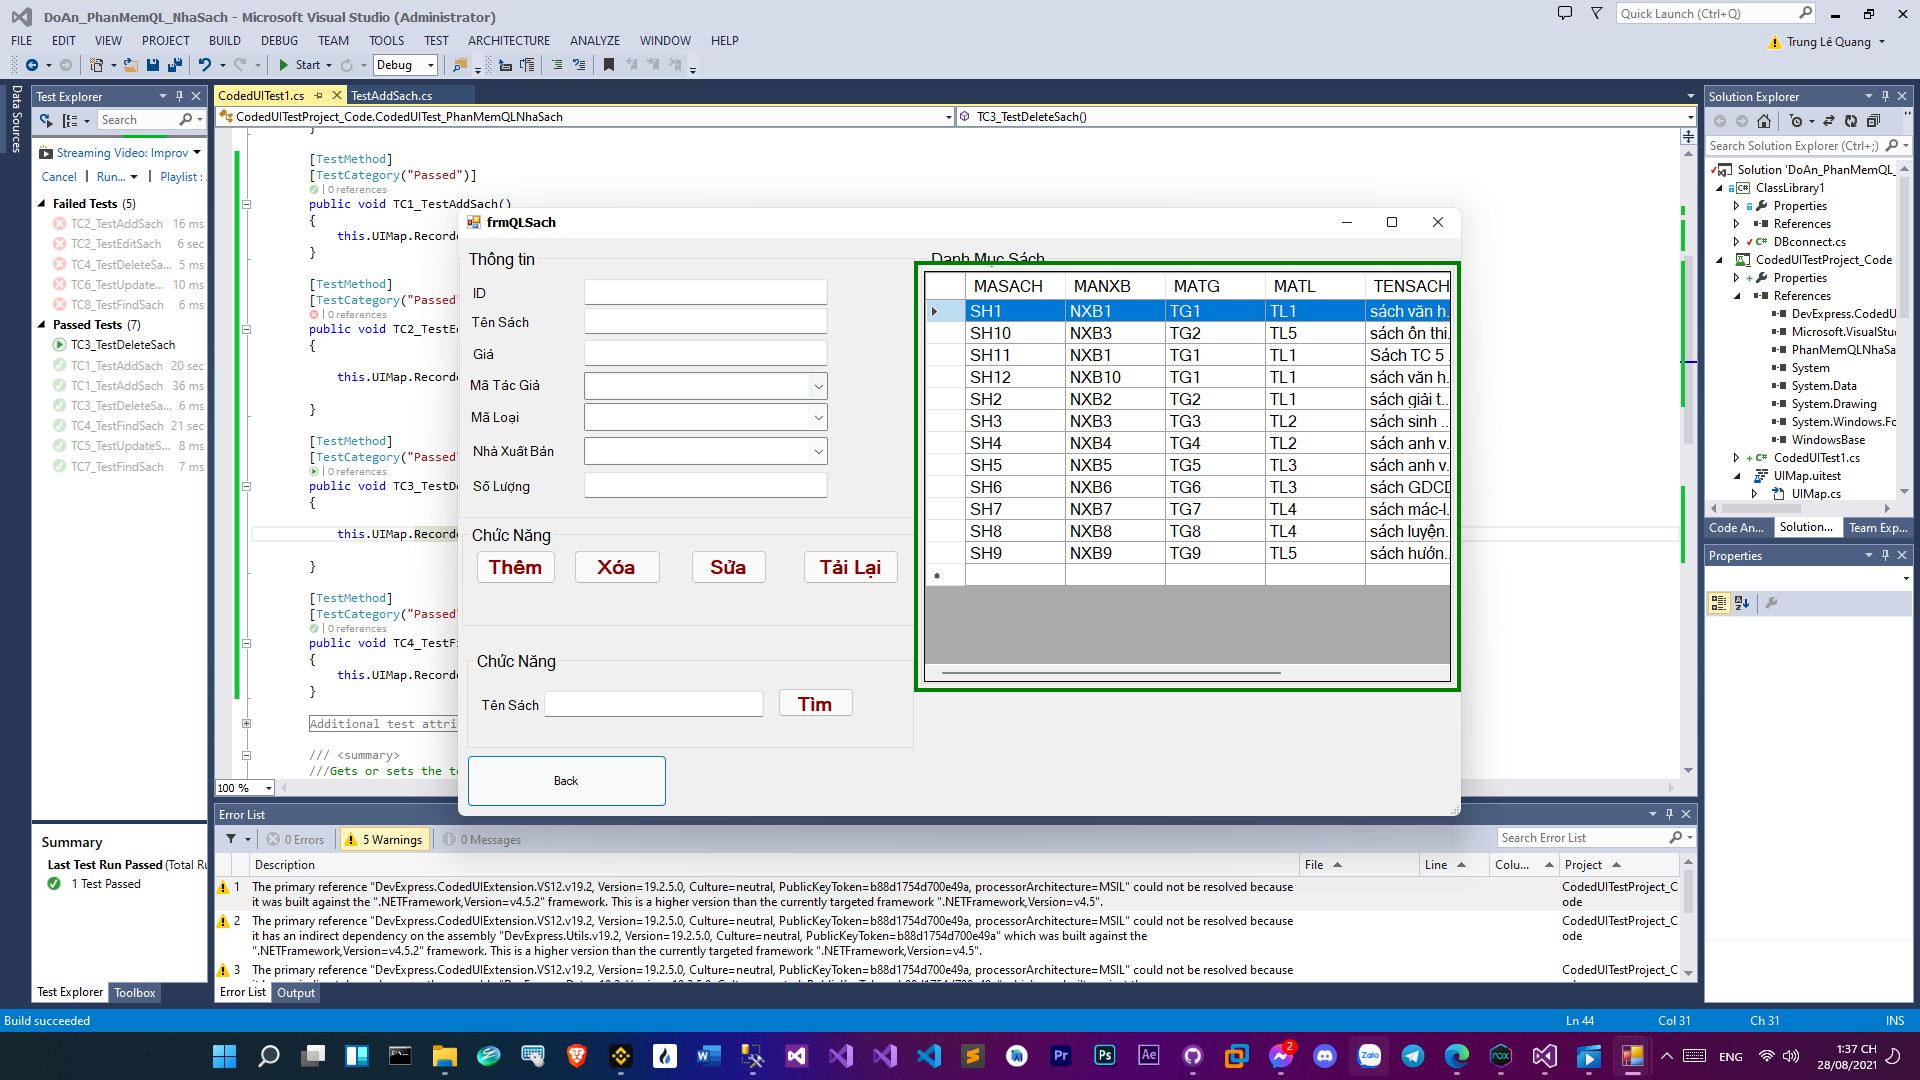 DoAn_PhanMemQL_NhaSach - Microsoft Visual Studio (Administrator)
Quick Launch (Ctrl+Q)
FILE EDIT VIEW PROJECT BUILD DEBUG TEAM TOOLS TEST ARCHITECTURE ANALYZE WINDOW HELP
Trung Lê Quang
Start Debug
Data Sources
Test Explorer
Search
Streaming Video: Improv
Cancel Run... Playlist :
Failed Tests (5)
TC2_TestAddSach 16 ms
TC2_TestEditSach 6 sec
TC4_TestDeleteSa... 5 ms
TC6_TestUpdate... 10 ms
TC8_TestFindSach 6 ms
Passed Tests (7)
TC3_TestDeleteSach
TC1_TestAddSach 20 sec
TC1_TestAddSach 36 ms
TC3_TestDeleteSa... 6 ms
TC4_TestFindSach 21 sec
TC5_TestUpdateS... 8 ms
TC7_TestFindSach 7 ms
Summary
Last Test Run Passed (Total Ru
1 Test Passed
Test Explorer Toolbox
CodedUITest1.cs TestAddSach.cs
CodedUITestProject_Code.CodedUITest_PhanMemQLNhaSach
TC3_TestDeleteSach()
}
[TestMethod]
[TestCategory("Passed")]
0 references
public void TC1_TestAddSach()
{
this.UIMap.Recorde
}
[TestMethod]
[TestCategory("Passed"
0 references
public void TC2_TestEd
{
this.UIMap.Recorde
}
[TestMethod]
[TestCategory("Passed"
0 references
public void TC3_TestDe
{
this.UIMap.Recorde
}
[TestMethod]
[TestCategory("Passed"
0 references
public void TC4_TestFi
{
this.UIMap.Recorde
}
Additional test attri
/// <summary>
///Gets or sets the te
100 %
frmQLSach
Thông tin
ID
Tên Sách
Giá
Mã Tác Giả
Mã Loại
Nhà Xuất Bản
Số Lượng
Chức Năng
Thêm Xóa Sửa Tải Lại
Chức Năng
Tên Sách Tìm
Back
Danh Mục Sách
MASACH MANXB MATG MATL TENSACH
SH1 NXB1 TG1 TL1 sách văn h...
SH10 NXB3 TG2 TL5 sách ôn thi...
SH11 NXB1 TG1 TL1 Sách TC 5 ...
SH12 NXB10 TG1 TL1 sách văn h...
SH2 NXB2 TG2 TL1 sách giải t...
SH3 NXB3 TG3 TL2 sách sinh ...
SH4 NXB4 TG4 TL2 sách anh v...
SH5 NXB5 TG5 TL3 sách anh v...
SH6 NXB6 TG6 TL3 sách GDCD
SH7 NXB7 TG7 TL4 sách mác-l...
SH8 NXB8 TG8 TL4 sách luyện...
SH9 NXB9 TG9 TL5 sách hướn...
Error List
0 Errors 5 Warnings 0 Messages
Search Error List
Description File Line Colu... Project
1 The primary reference "DevExpress.CodedUIExtension.VS12.v19.2, Version=19.2.5.0, Culture=neutral, PublicKeyToken=b88d1754d700e49a, processorArchitecture=MSIL" could not be resolved because CodedUITestProject_C
it was built against the ".NETFramework,Version=v4.5.2" framework. This is a higher version than the currently targeted framework ".NETFramework,Version=v4.5". ode
2 The primary reference "DevExpress.CodedUIExtension.VS12.v19.2, Version=19.2.5.0, Culture=neutral, PublicKeyToken=b88d1754d700e49a, processorArchitecture=MSIL" could not be resolved because CodedUITestProject_C
it has an indirect dependency on the assembly "DevExpress.Utils.v19.2, Version=19.2.5.0, Culture=neutral, PublicKeyToken=b88d1754d700e49a" which was built against the ode
".NETFramework,Version=v4.5.2" framework. This is a higher version than the currently targeted framework ".NETFramework,Version=v4.5".
3 The primary reference "DevExpress.CodedUIExtension.VS12.v19.2, Version=19.2.5.0, Culture=neutral, PublicKeyToken=b88d1754d700e49a, processorArchitecture=MSIL" could not be resolved because CodedUITestProject_C
Error List Output
Solution Explorer
Search Solution Explorer (Ctrl+;)
Solution 'DoAn_PhanMemQL_
ClassLibrary1
Properties
References
DBconnect.cs
CodedUITestProject_Code
Properties
References
DevExpress.CodedU
Microsoft.VisualStu
PhanMemQLNhaSa
System
System.Data
System.Drawing
System.Windows.Fo
WindowsBase
CodedUITest1.cs
UIMap.uitest
UIMap.cs
Code An... Solution... Team Exp...
Properties
Build succeeded Ln 44 Col 31 Ch 31 INS
W Pr Ps Ae 2 Zalo
ENG
1:37 CH
28/08/2021